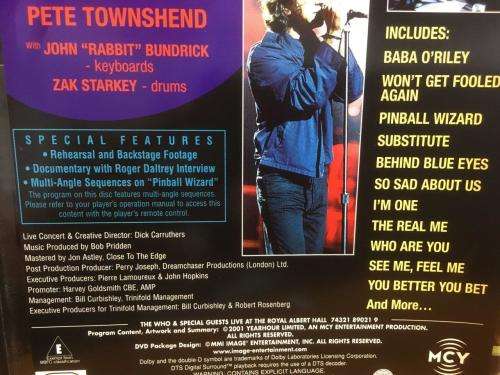 PETE TOWNSHEND
with JOHN "RABBIT" BUNDRICK
- keyboards
ZAK STARKEY - drums
SPECIAL FEATURES
• Rehearsal and Backstage Footage
• Documentary with Roger Daltrey Interview
• Multi-Angle Sequences on "Pinball Wizard"
The program on this disc features multi-angle sequences.
Please refer to your player's operation manual to access this
content with the player's remote control.
Live Concert & Creative Director: Dick Carruthers
Music Produced by Bob Pridden
Mastered by Jon Astley, Close To The Edge
Post Production Producer: Perry Joseph, Dreamchaser Productions (London) Ltd.
Executive Producers: Pierre Lamoureux & John Hopkins
Promoter: Harvey Goldsmith CBE, AMP
Management: Bill Curbishley, Trinifold Management
Executive Producers for Trinifold Management: Bill Curbishley & Robert Rosenberg
INCLUDES:
BABA O'RILEY
WON'T GET FOOLED
AGAIN
PINBALL WIZARD
SUBSTITUTE
BEHIND BLUE EYES
SO SAD ABOUT US
I'M ONE
THE REAL ME
WHO ARE YOU
SEE ME, FEEL ME
YOU BETTER YOU BET
And More...
THE WHO & SPECIAL GUESTS LIVE AT THE ROYAL ALBERT HALL 74321 89021 9
Program Content, Artwork and Summary: ©2001 YEARHOUR LIMITED. AN MCY ENTERTAINMENT PRODUCTION.
ALL RIGHTS RESERVED.
DVD Package Design: ©MMI IMAGE ENTERTAINMENT, INC. ALL RIGHTS RESERVED.
www.image-entertainment.com
Dolby and the double-D symbol are trademarks of Dolby Laboratories Licensing Corporation.
DTS Digital Surround™ playback requires the use of a DTS decoder.
WARNING: CONTAINS EXPLICIT LANGUAGE.
E
MCY